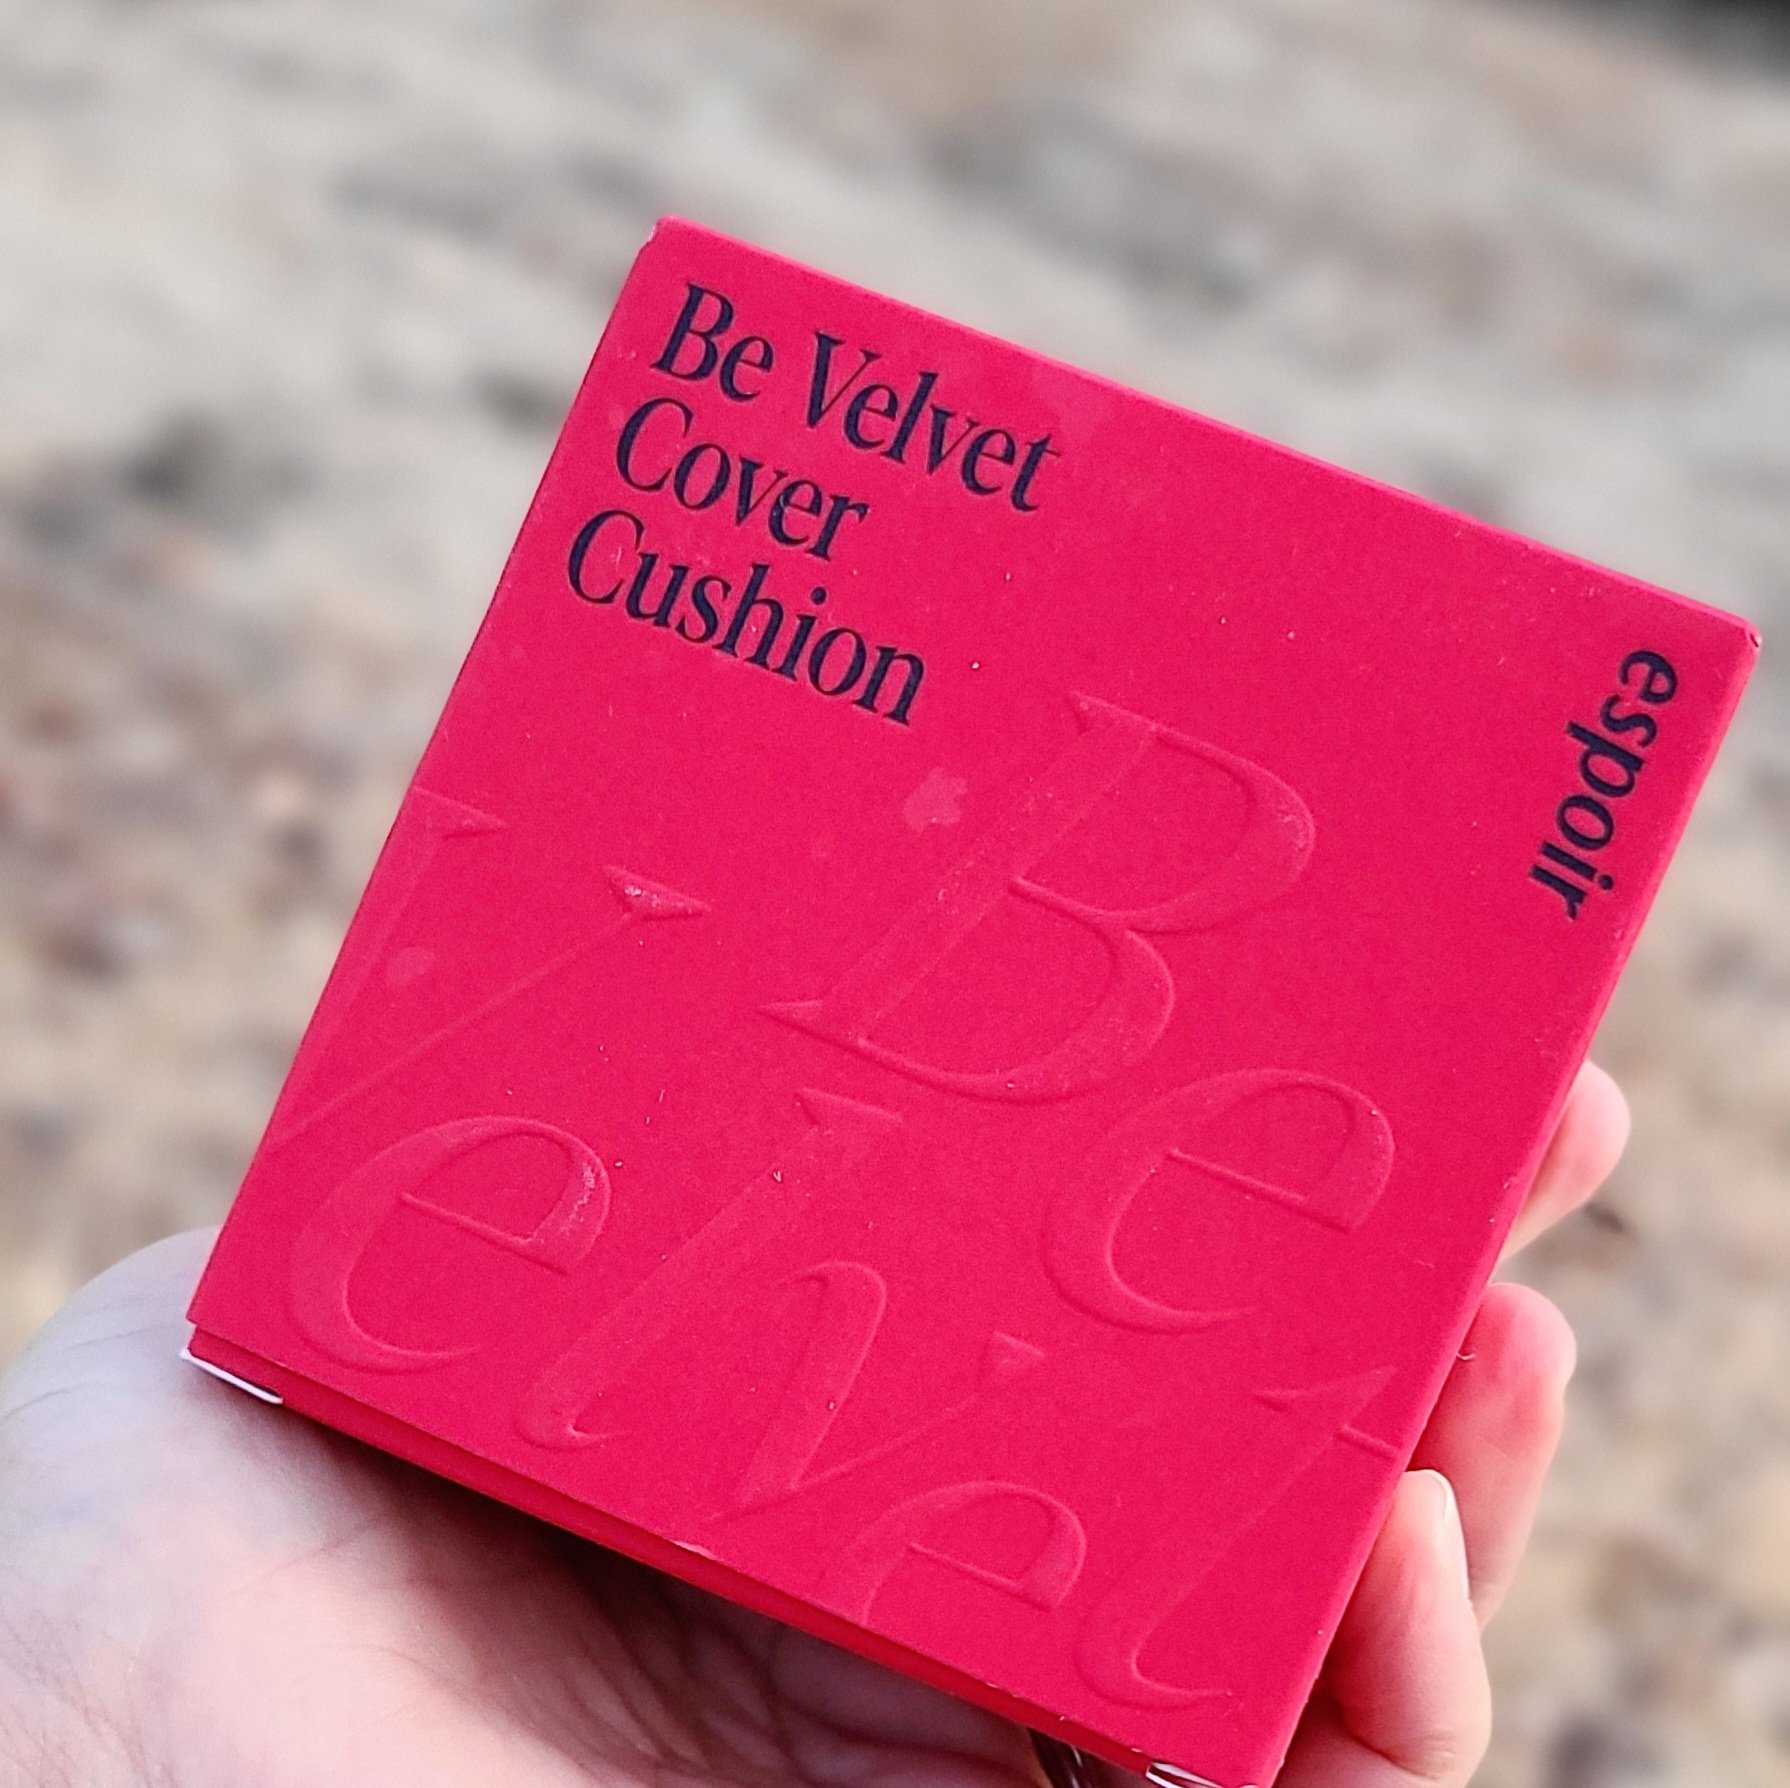 Be Velvet
Cover
Cushion
espoir
Be
Velvet